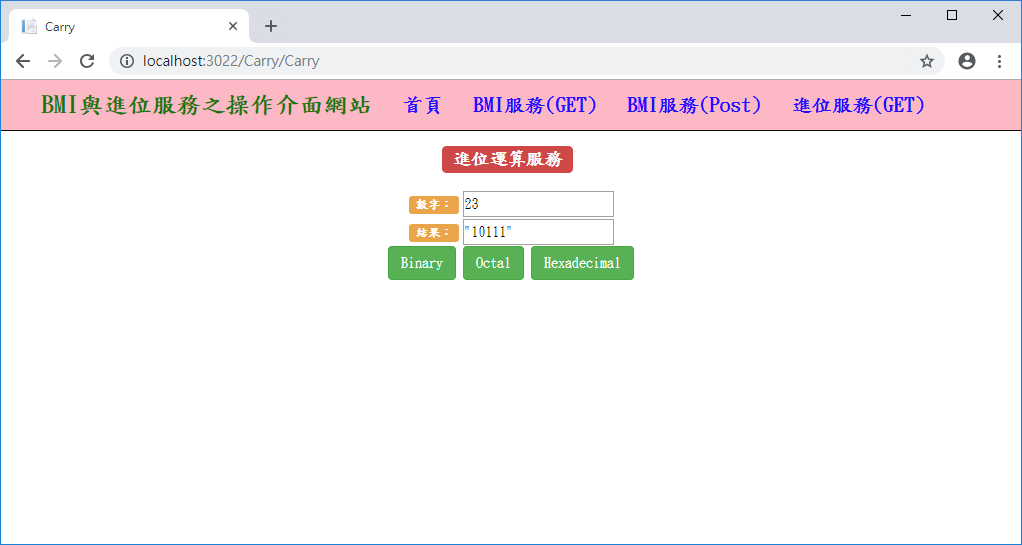 Carry
localhost:3022/Carry/Carry
BMI與進位服務之操作介面網站 首頁 BMI服務(GET) BMI服務(Post) 進位服務(GET)
進位運算服務
數字： 23
結果： "10111"
Binary Octal Hexadecimal